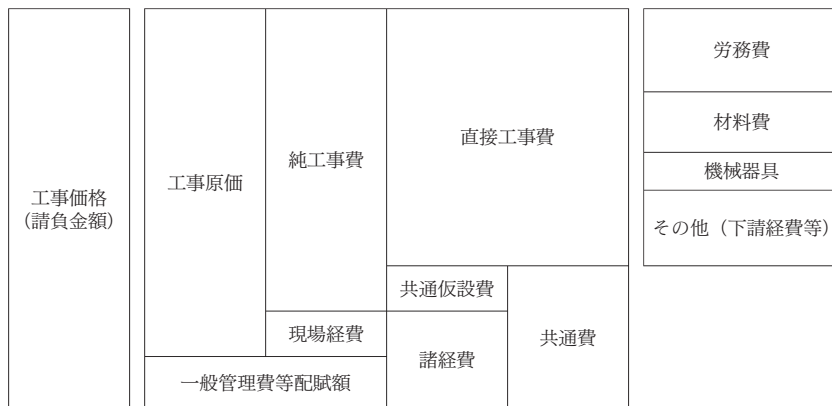 工事価格
(請負金額)
工事原価
純工事費
直接工事費
共通仮設費
現場経費
諸経費
共通費
一般管理費等配賦額
労務費
材料費
機械器具
その他（下請経費等）